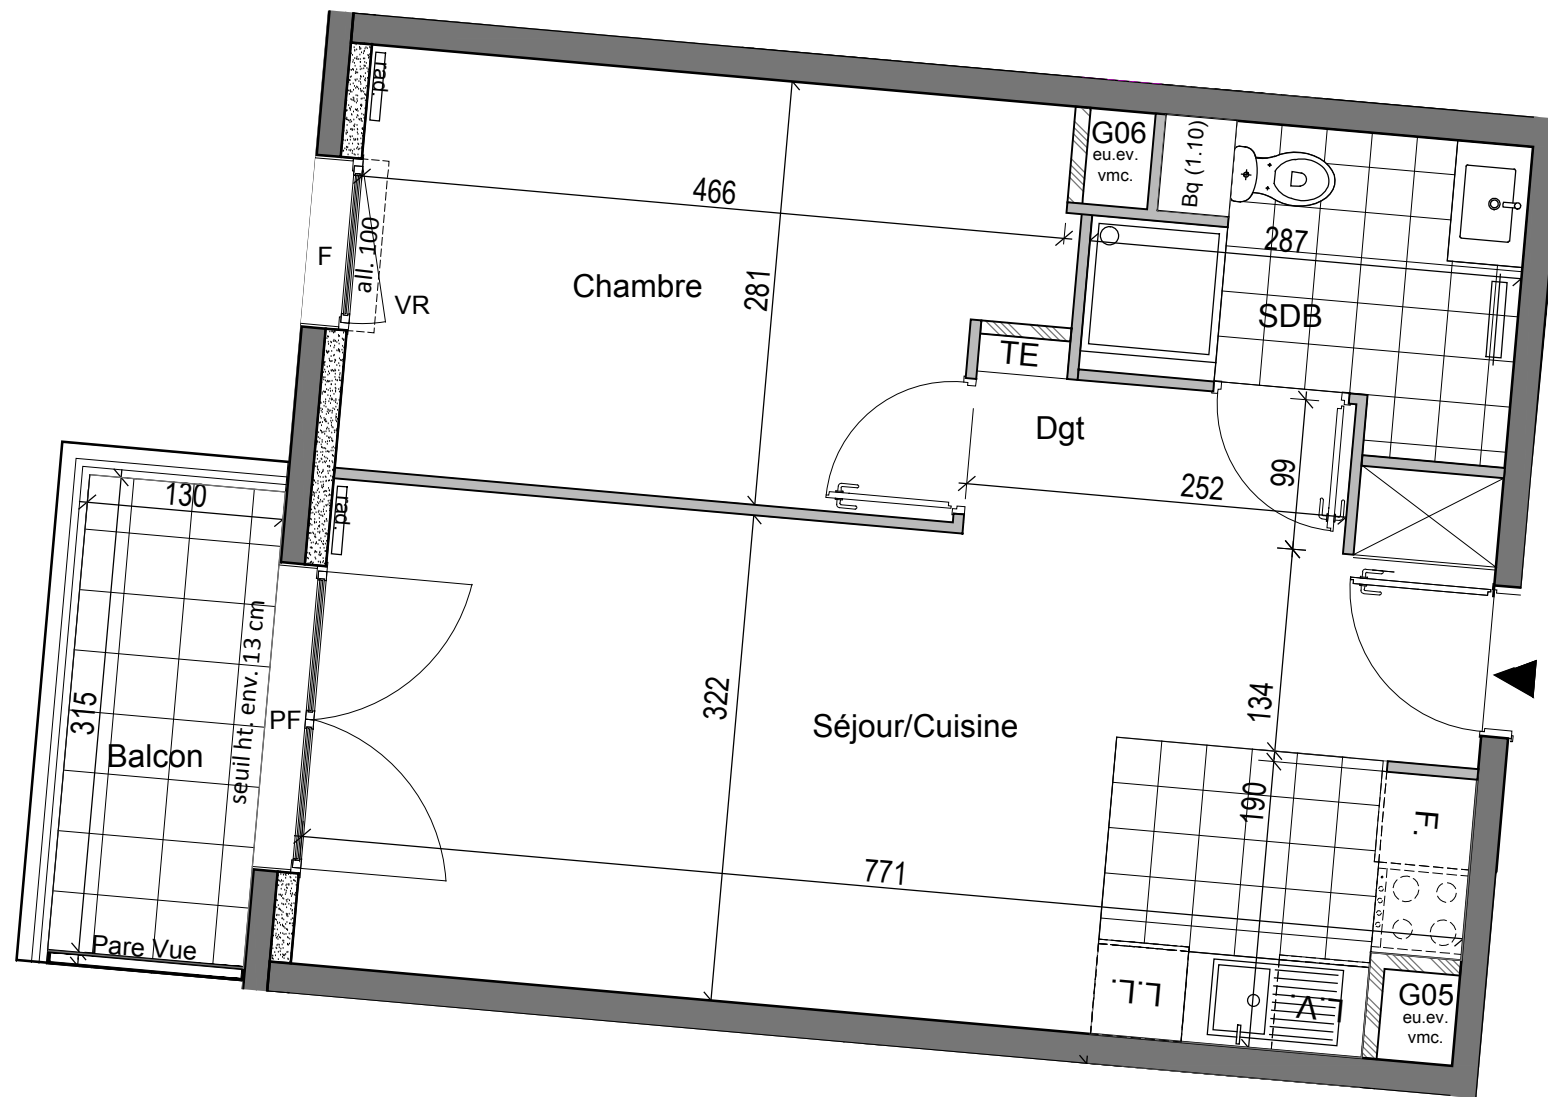 rad.
G06
eu.ev.
vmc.
Bq (1.10)
466
287
F
all. 100
VR
Chambre
281
SDB
TE
Dgt
99
252
130
rad.
seuil ht. env. 13 cm
315
PF
Balcon
322
Séjour/Cuisine
134
190
F.
771
Pare Vue
L.L.
L.V.
G05
eu.ev.
vmc.